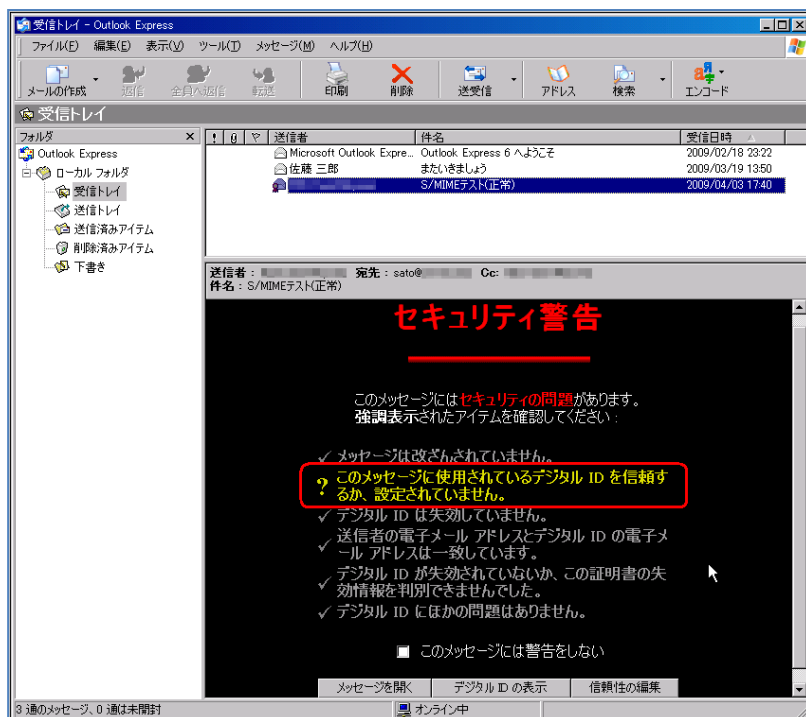 受信トレイ - Outlook Express
ファイル(F) 編集(E) 表示(V) ツール(T) メッセージ(M) ヘルプ(H)
メールの作成 返信 全員へ返信 転送 印刷 削除 送受信 アドレス 検索 エンコード
受信トレイ
フォルダ
Outlook Express
ローカル フォルダ
受信トレイ
送信トレイ
送信済みアイテム
削除済みアイテム
下書き
! 送信者 件名 受信日時
Microsoft Outlook Expre... Outlook Express 6 へようこそ 2009/02/18 23:22
佐藤 三郎 またいきましょう 2009/03/19 13:50
S/MIMEテスト(正常) 2009/04/03 17:40
送信者: 宛先: sato@ Cc:
件名: S/MIMEテスト(正常)
セキュリティ警告
このメッセージにはセキュリティの問題があります。
強調表示されたアイテムを確認してください:
メッセージは改ざんされていません。
? このメッセージに使用されているデジタル ID を信頼す
るか、設定されていません。
デジタル ID は失効していません。
送信者の電子メール アドレスとデジタル ID の電子メ
ール アドレスは一致しています。
デジタル ID が失効されていないか、この証明書の失
効情報を判別できませんでした。
デジタル ID にほかの問題はありません。
このメッセージには警告をしない
メッセージを開く デジタル ID の表示 信頼性の編集
3 通のメッセージ、0 通は未開封 オンライン中